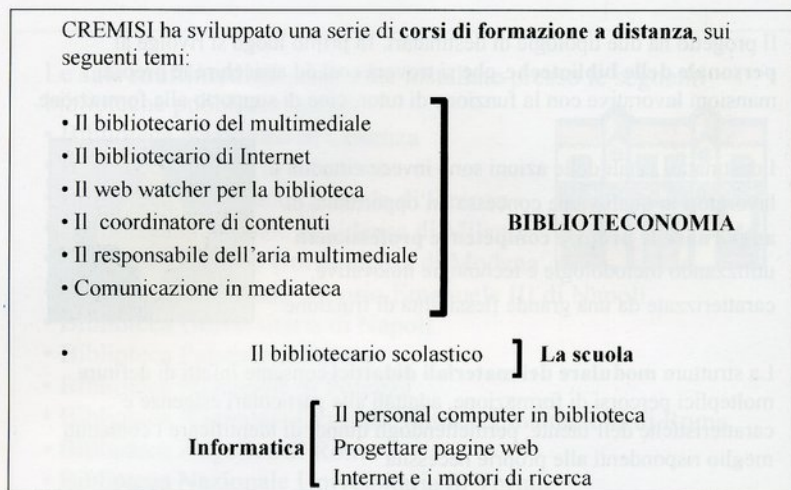 CREMISI ha sviluppato una serie di corsi di formazione a distanza, sui
seguenti temi:
• Il bibliotecario del multimediale
• Il bibliotecario di Internet
• Il web watcher per la biblioteca
• Il coordinatore di contenuti
• Il responsabile dell'aria multimediale
• Comunicazione in mediateca
BIBLIOTECONOMIA
• Il bibliotecario scolastico
La scuola
Informatica
Il personal computer in biblioteca
Progettare pagine web
Internet e i motori di ricerca